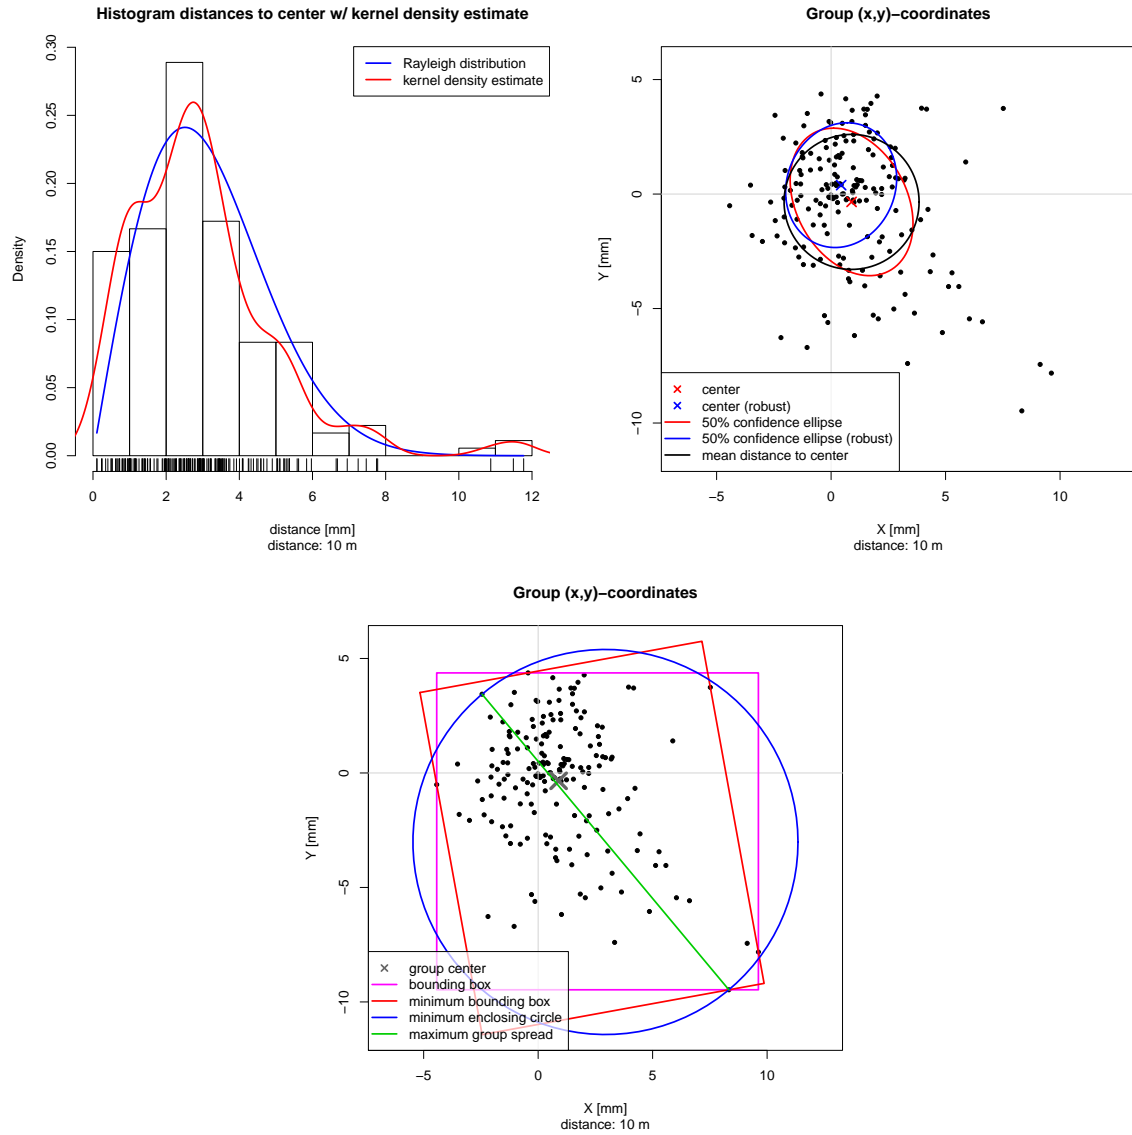 Histogram distances to center w/ kernel density estimate
Rayleigh distribution
kernel density estimate
Density
0.00
0.05
0.10
0.15
0.20
0.25
0.30
0 2 4 6 8 10 12
distance [mm]
distance: 10 m
Group (x,y)−coordinates
Y [mm]
5
0
−5
−10
center
center (robust)
50% confidence ellipse
50% confidence ellipse (robust)
mean distance to center
−5 0 5 10
X [mm]
distance: 10 m
Group (x,y)−coordinates
Y [mm]
5
0
−5
−10
group center
bounding box
minimum bounding box
minimum enclosing circle
maximum group spread
−5 0 5 10
X [mm]
distance: 10 m